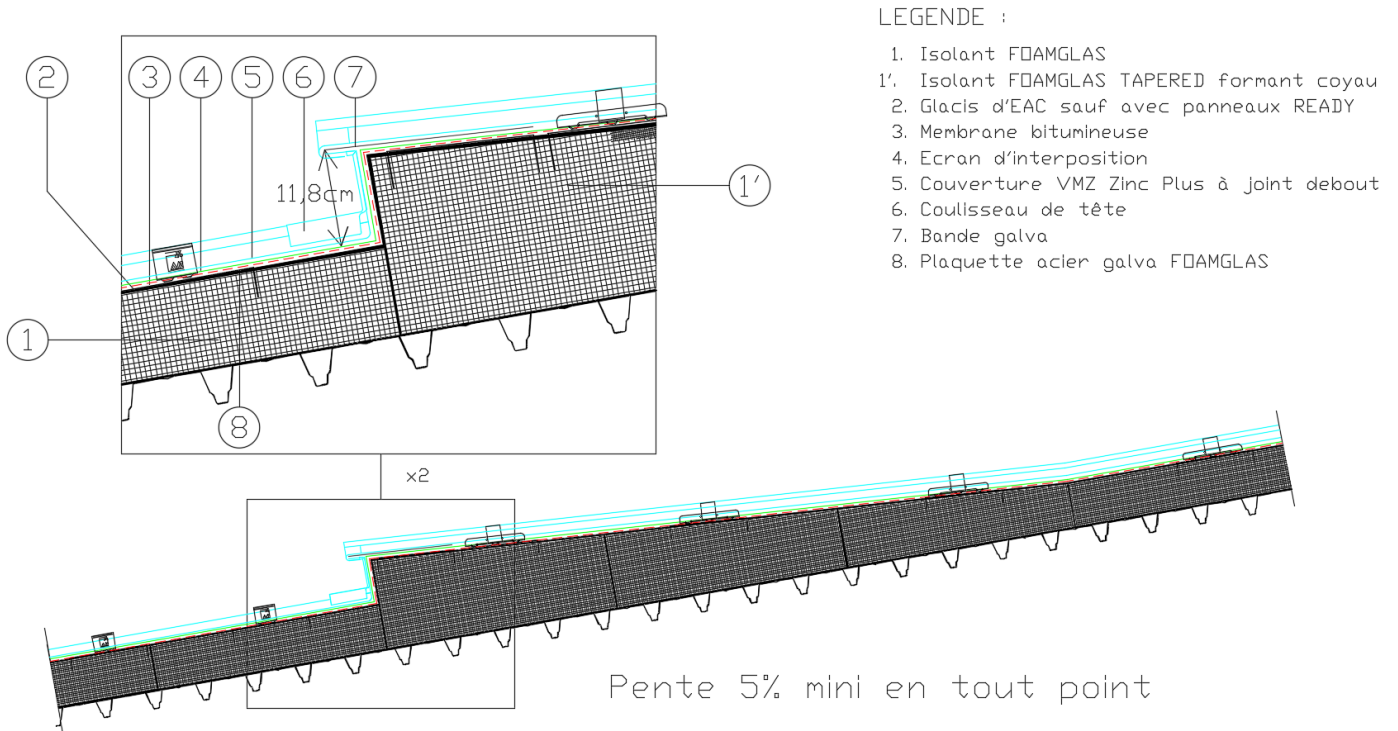 LEGENDE :
1. Isolant FOAMGLAS
1'. Isolant FOAMGLAS TAPERED formant coyau
2. Glacis d'EAC sauf avec panneaux READY
3. Membrane bitumineuse
4. Ecran d'interposition
5. Couverture VMZ Zinc Plus à joint debout
6. Coulisseau de tête
7. Bande galva
8. Plaquette acier galva FOAMGLAS
2 3 4 5 6 7
11,8cm
1'
1
8
x2
Pente 5% mini en tout point